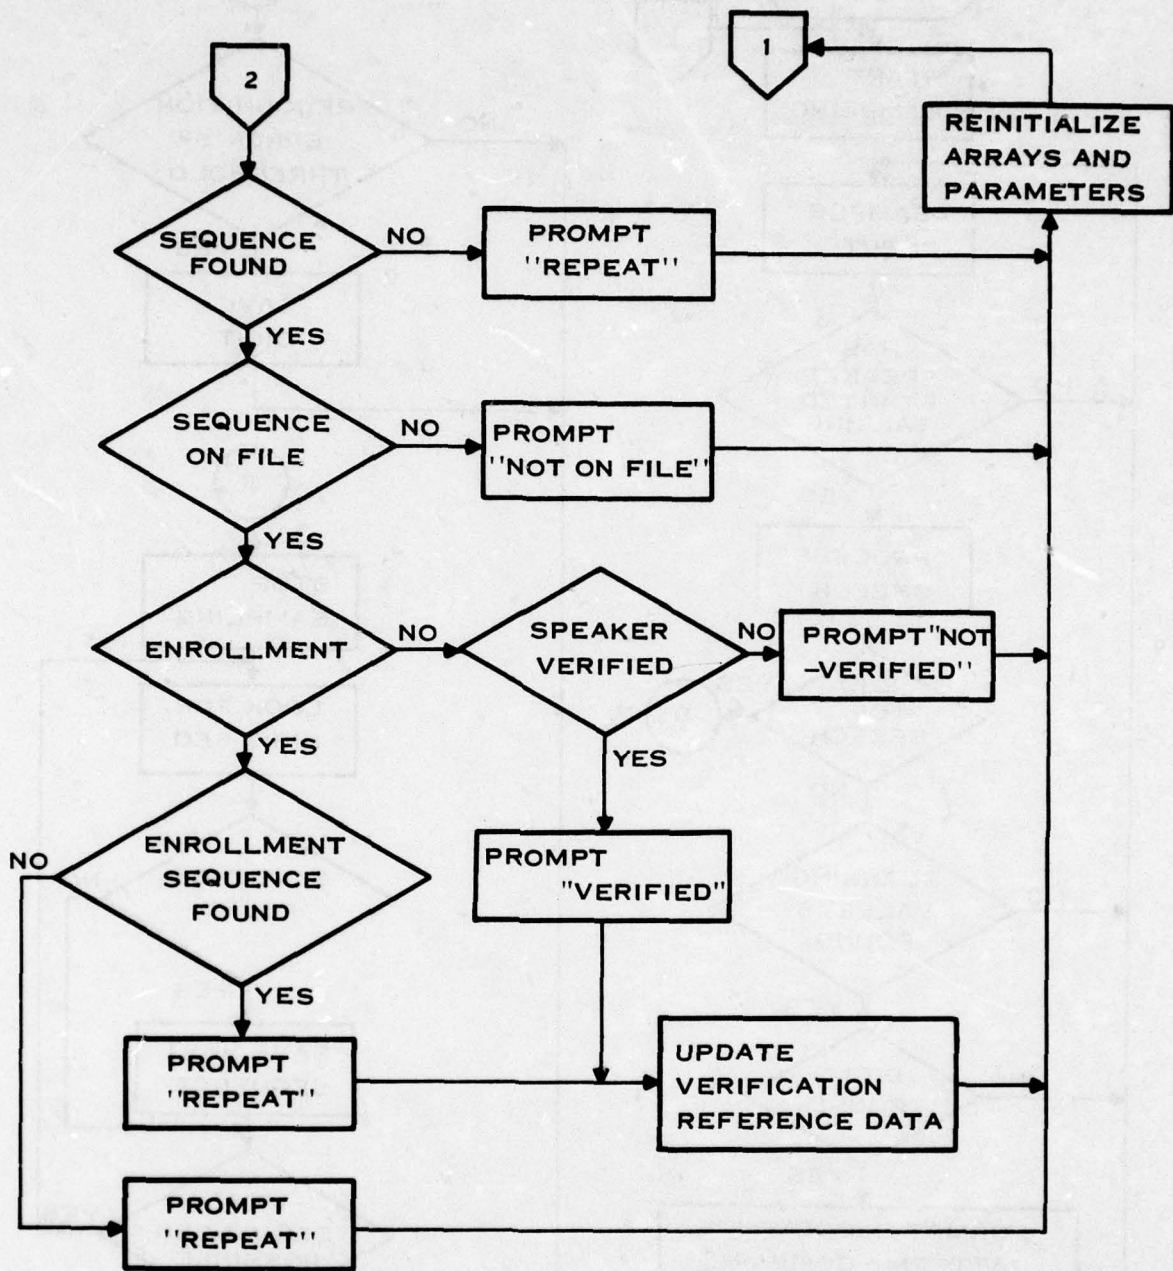 2
1
REINITIALIZE
ARRAYS AND
PARAMETERS
SEQUENCE
FOUND
NO
PROMPT
"REPEAT"
YES
SEQUENCE
ON FILE
NO
PROMPT
"NOT ON FILE"
YES
ENROLLMENT
NO
SPEAKER
VERIFIED
NO
PROMPT "NOT
-VERIFIED"
YES
YES
ENROLLMENT
SEQUENCE
FOUND
NO
PROMPT
"VERIFIED"
YES
PROMPT
"REPEAT"
UPDATE
VERIFICATION
REFERENCE DATA
PROMPT
"REPEAT"